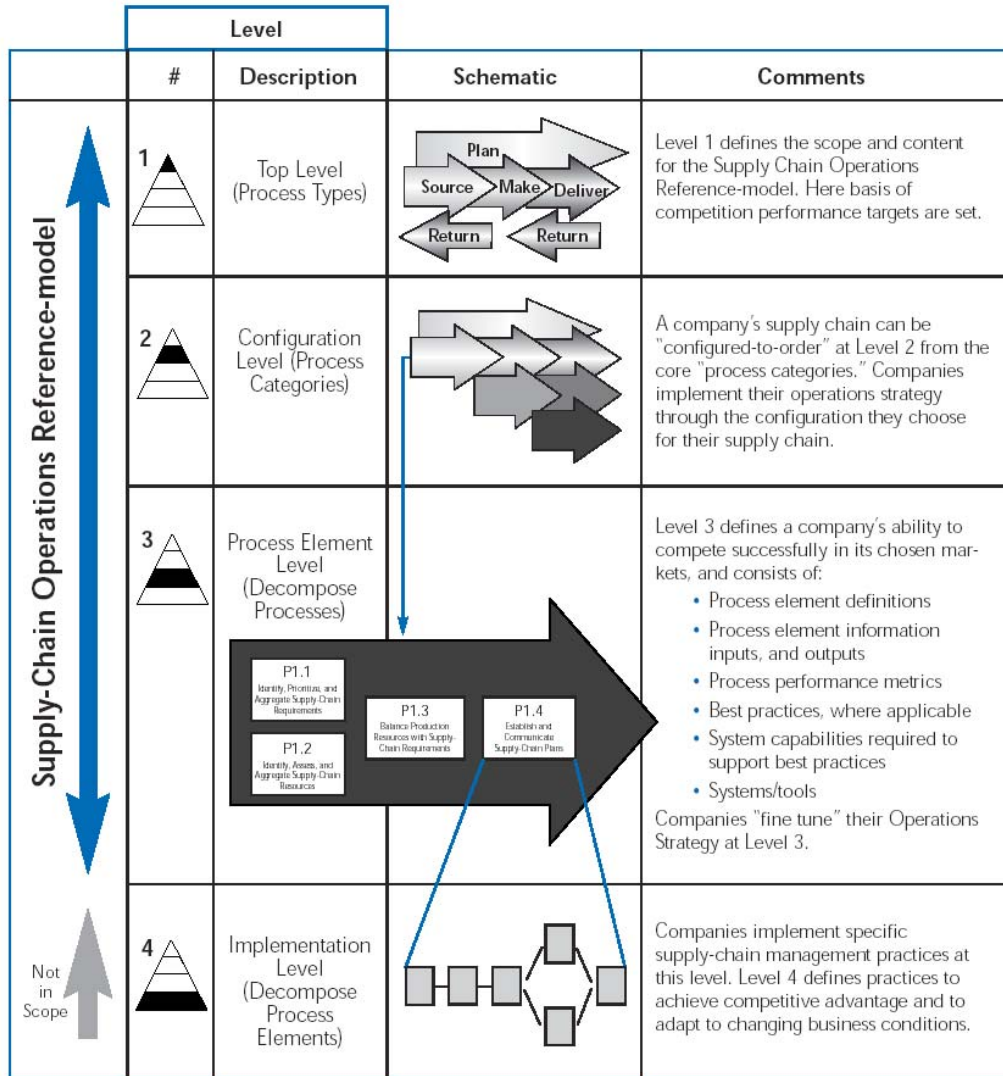 Level
#
Description
Schematic
Comments
Supply-Chain Operations Reference-model
1
Top Level
(Process Types)
Plan
Source
Make
Deliver
Return
Return
Level 1 defines the scope and content
for the Supply Chain Operations
Reference-model. Here basis of
competition performance targets are set.
2
Configuration
Level (Process
Categories)
A company's supply chain can be
"configured-to-order" at Level 2 from the
core "process categories." Companies
implement their operations strategy
through the configuration they choose
for their supply chain.
3
Process Element
Level
(Decompose
Processes)
P1.1
Identify, Prioritize, and
Aggregate Supply-Chain
Requirements
P1.2
Identify, Assess, and
Aggregate Supply-Chain
Resources
P1.3
Balance Production
Resources with Supply-
Chain Requirements
P1.4
Establish and
Communicate
Supply-Chain Plans
Level 3 defines a company's ability to
compete successfully in its chosen mar-
kets, and consists of:
• Process element definitions
• Process element information
inputs, and outputs
• Process performance metrics
• Best practices, where applicable
• System capabilities required to
support best practices
• Systems/tools
Companies "fine tune" their Operations
Strategy at Level 3.
Not
in
Scope
4
Implementation
Level
(Decompose
Process
Elements)
Companies implement specific
supply-chain management practices at
this level. Level 4 defines practices to
achieve competitive advantage and to
adapt to changing business conditions.